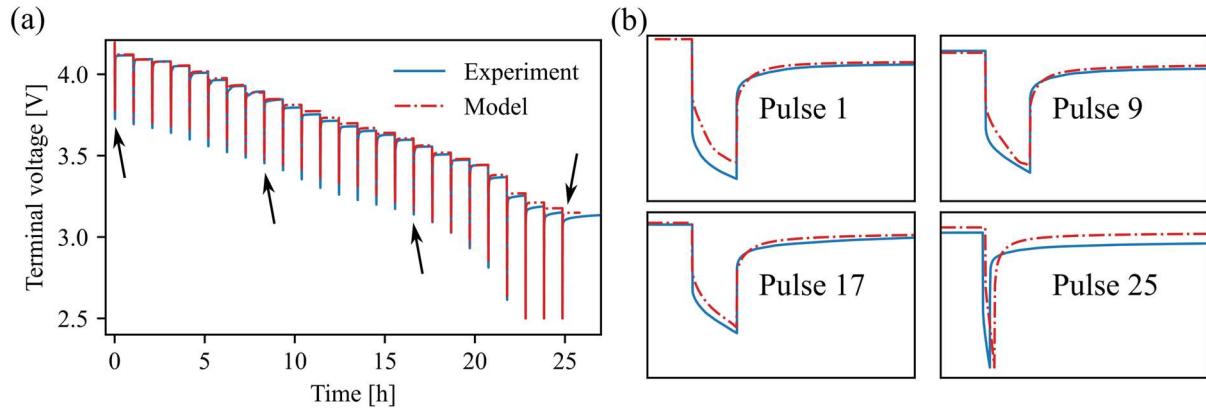 (a)
(b)
Terminal voltage [V]
4.0
3.5
3.0
2.5
Experiment
Model
0
5
10
15
20
25
Time [h]
Pulse 1
Pulse 9
Pulse 17
Pulse 25